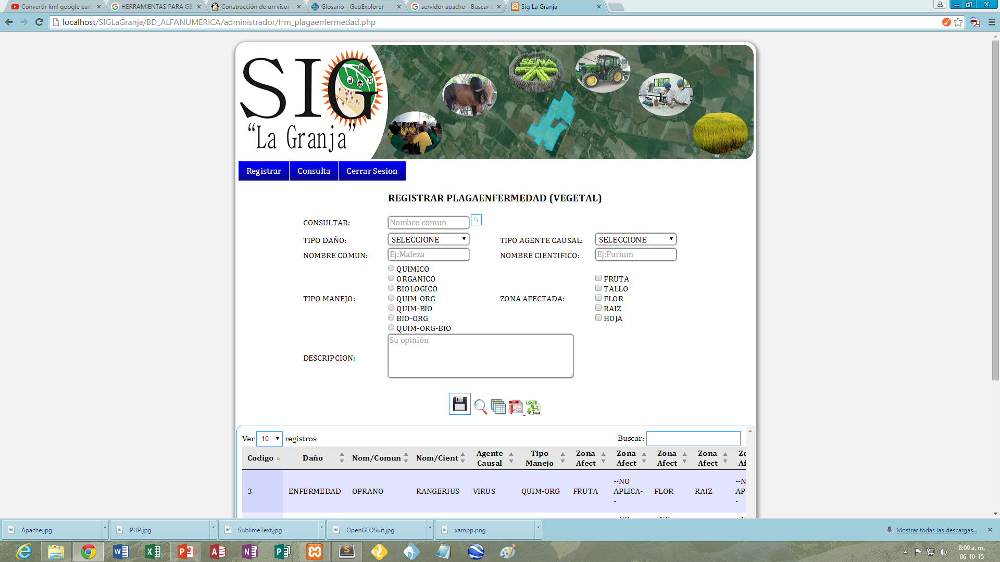 Convertir kml google eart
HERRAMIENTAS PARA GE
Construcción de un visor
Glosario - GeoExplorer
servidor apache - Buscar
Sig La Granja
localhost/SIGLaGranja/BD_ALFANUMERICA/administrador/frm_plagaenfermedad.php
SENA
SIG
"La Granja"
Registrar
Consulta
Cerrar Sesion
REGISTRAR PLAGAENFERMEDAD (VEGETAL)
CONSULTAR: Nombre comun
TIPO DAÑO: SELECCIONE TIPO AGENTE CAUSAL: SELECCIONE
NOMBRE COMUN: Ej:Maleza NOMBRE CIENTIFICO: Ej:Furium
TIPO MANEJO:
QUIMICO
ORGANICO
BIOLOGICO
QUIM-ORG
QUIM-BIO
BIO-ORG
QUIM-ORG-BIO
ZONA AFECTADA:
FRUTA
TALLO
FLOR
RAIZ
HOJA
DESCRIPCION: Su opinión
PDF
Adobe
EXCEL
Excel
Ver 10 registros
Buscar:
Codigo
Daño
Nom/Comun
Nom/Cient
Agente
Causal
Tipo
Manejo
Zona
Afect
Zona
Afect
Zona
Afect
Zona
Afect
Zo
Af
3
ENFERMEDAD
OPRANO
RANGERIUS
VIRUS
QUIM-ORG
FRUTA
--NO
APLICA-
-
FLOR
RAIZ
--N
AP
-
Apache.jpg
PHP.jpg
SublimeText.jpg
OpenGEOSuit.jpg
xampp.png
Mostrar todas las descargas...
8:09 a. m.
06-10-15